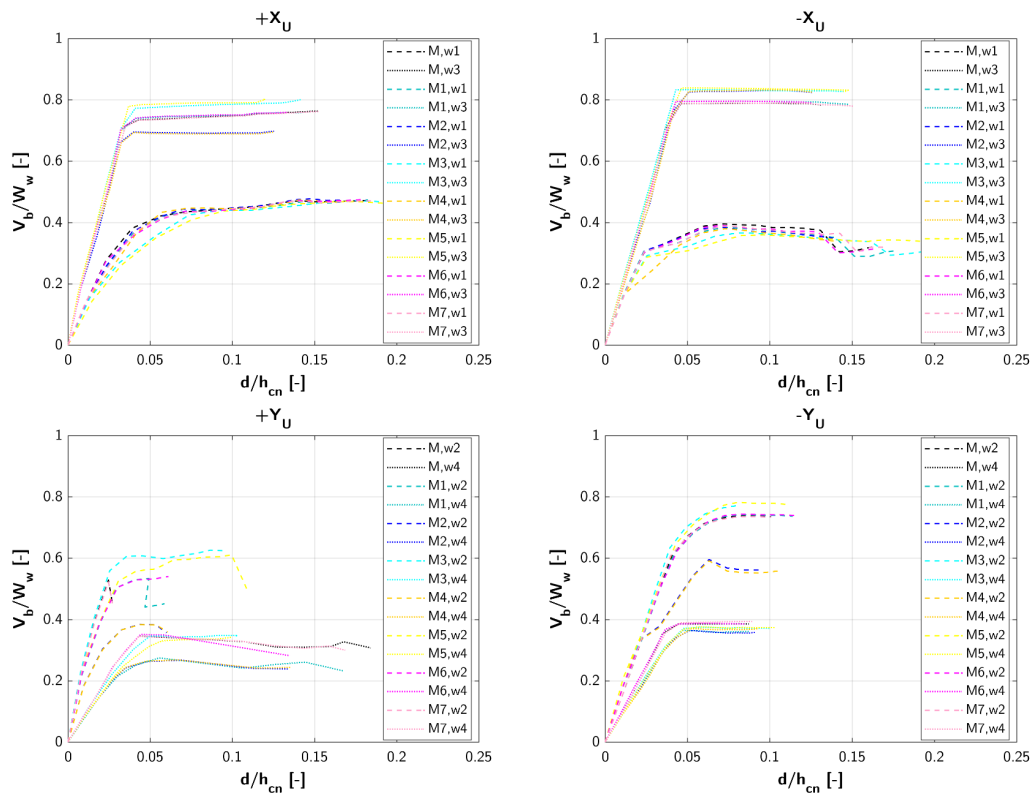 +X_U
V_b/W_w [-]
1
0.8
0.6
0.4
0.2
0
0
0.05
0.1
0.15
0.2
0.25
d/h_cn [-]
M,w1
M,w3
M1,w1
M1,w3
M2,w1
M2,w3
M3,w1
M3,w3
M4,w1
M4,w3
M5,w1
M5,w3
M6,w1
M6,w3
M7,w1
M7,w3
-X_U
V_b/W_w [-]
1
0.8
0.6
0.4
0.2
0
0
0.05
0.1
0.15
0.2
0.25
d/h_cn [-]
M,w1
M,w3
M1,w1
M1,w3
M2,w1
M2,w3
M3,w1
M3,w3
M4,w1
M4,w3
M5,w1
M5,w3
M6,w1
M6,w3
M7,w1
M7,w3
+Y_U
V_b/W_w [-]
1
0.8
0.6
0.4
0.2
0
0
0.05
0.1
0.15
0.2
0.25
d/h_cn [-]
M,w2
M,w4
M1,w2
M1,w4
M2,w2
M2,w4
M3,w2
M3,w4
M4,w2
M4,w4
M5,w2
M5,w4
M6,w2
M6,w4
M7,w2
M7,w4
-Y_U
V_b/W_w [-]
1
0.8
0.6
0.4
0.2
0
0
0.05
0.1
0.15
0.2
0.25
d/h_cn [-]
M,w2
M,w4
M1,w2
M1,w4
M2,w2
M2,w4
M3,w2
M3,w4
M4,w2
M4,w4
M5,w2
M5,w4
M6,w2
M6,w4
M7,w2
M7,w4